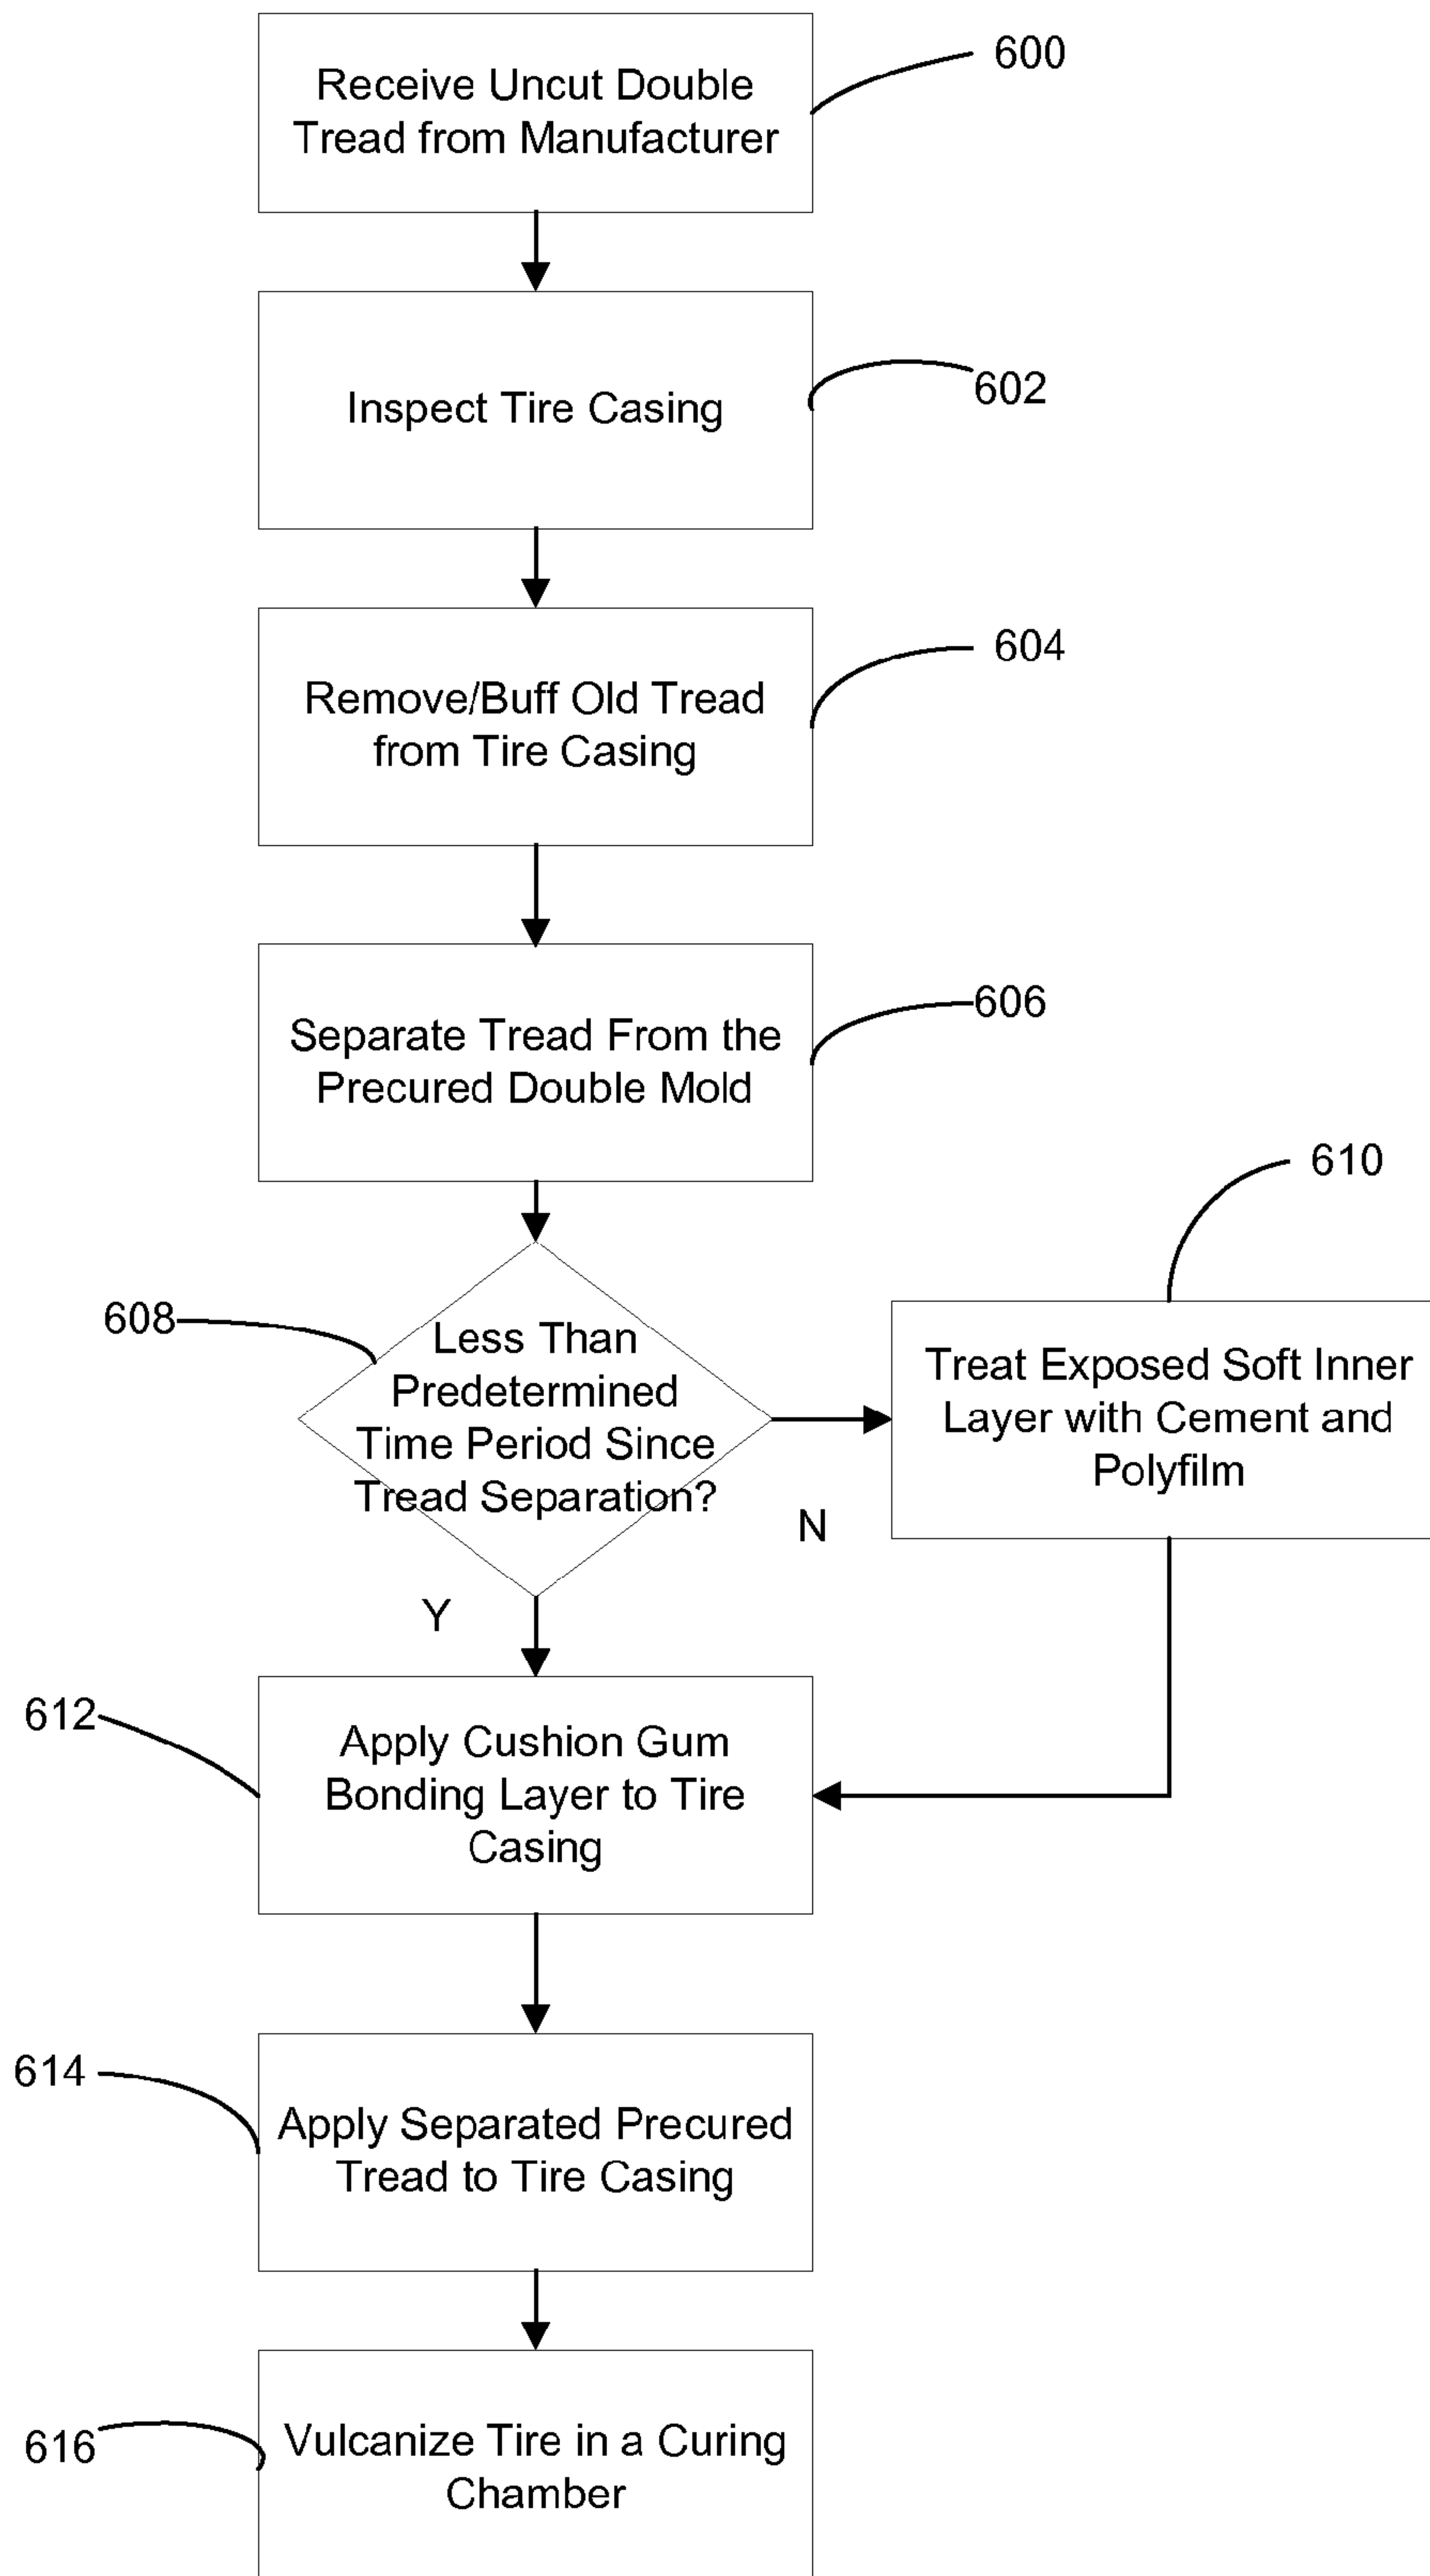 Receive Uncut Double
Tread from Manufacturer
600
Inspect Tire Casing
602
Remove/Buff Old Tread
from Tire Casing
604
Separate Tread From the
Precured Double Mold
606
608
Less Than
Predetermined
Time Period Since
Tread Separation?
N
Y
610
Treat Exposed Soft Inner
Layer with Cement and
Polyfilm
612
Apply Cushion Gum
Bonding Layer to Tire
Casing
614
Apply Separated Precured
Tread to Tire Casing
616
Vulcanize Tire in a Curing
Chamber